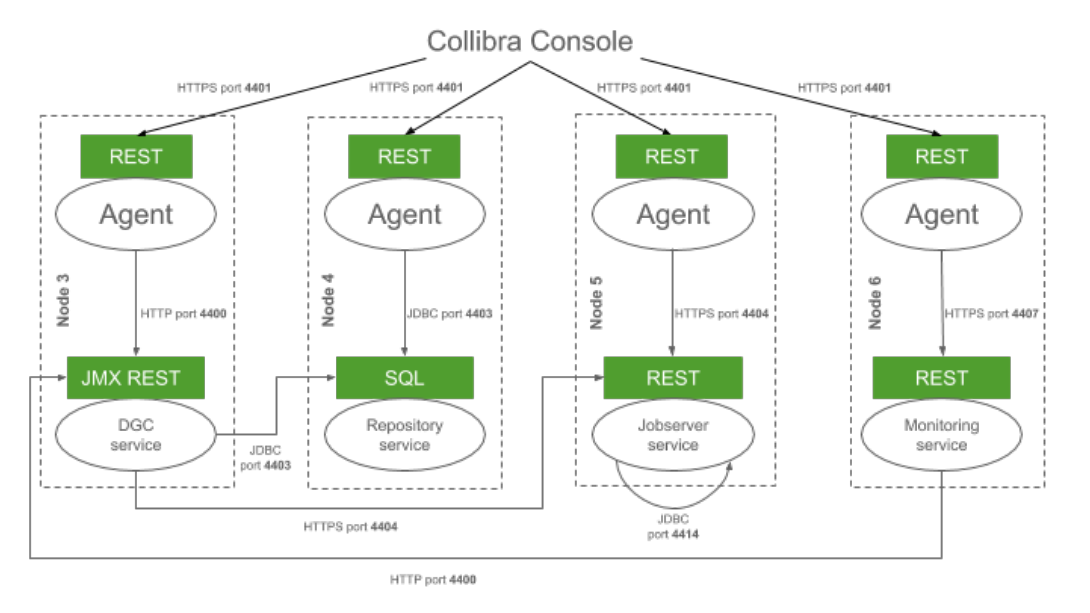 Collibra Console
HTTPS port 4401
HTTPS port 4401
HTTPS port 4401
HTTPS port 4401
REST
REST
REST
REST
Agent
Agent
Agent
Agent
Node 3
Node 4
Node 5
Node 6
HTTP port 4400
JDBC port 4403
HTTPS port 4404
HTTPS port 4407
JMX REST
SQL
REST
REST
DGC
service
Repository
service
Jobserver
service
Monitoring
service
JDBC
port 4403
HTTPS port 4404
JDBC
port 4414
HTTP port 4400